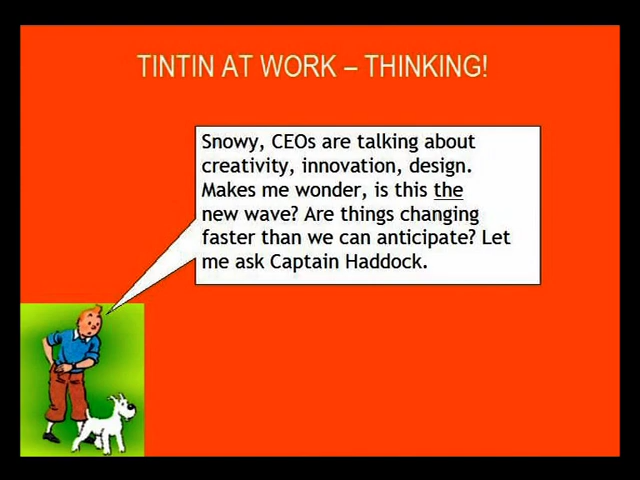 TINTIN AT WORK – THINKING!
Snowy, CEOs are talking about
creativity, innovation, design.
Makes me wonder, is this the
new wave? Are things changing
faster than we can anticipate? Let
me ask Captain Haddock.